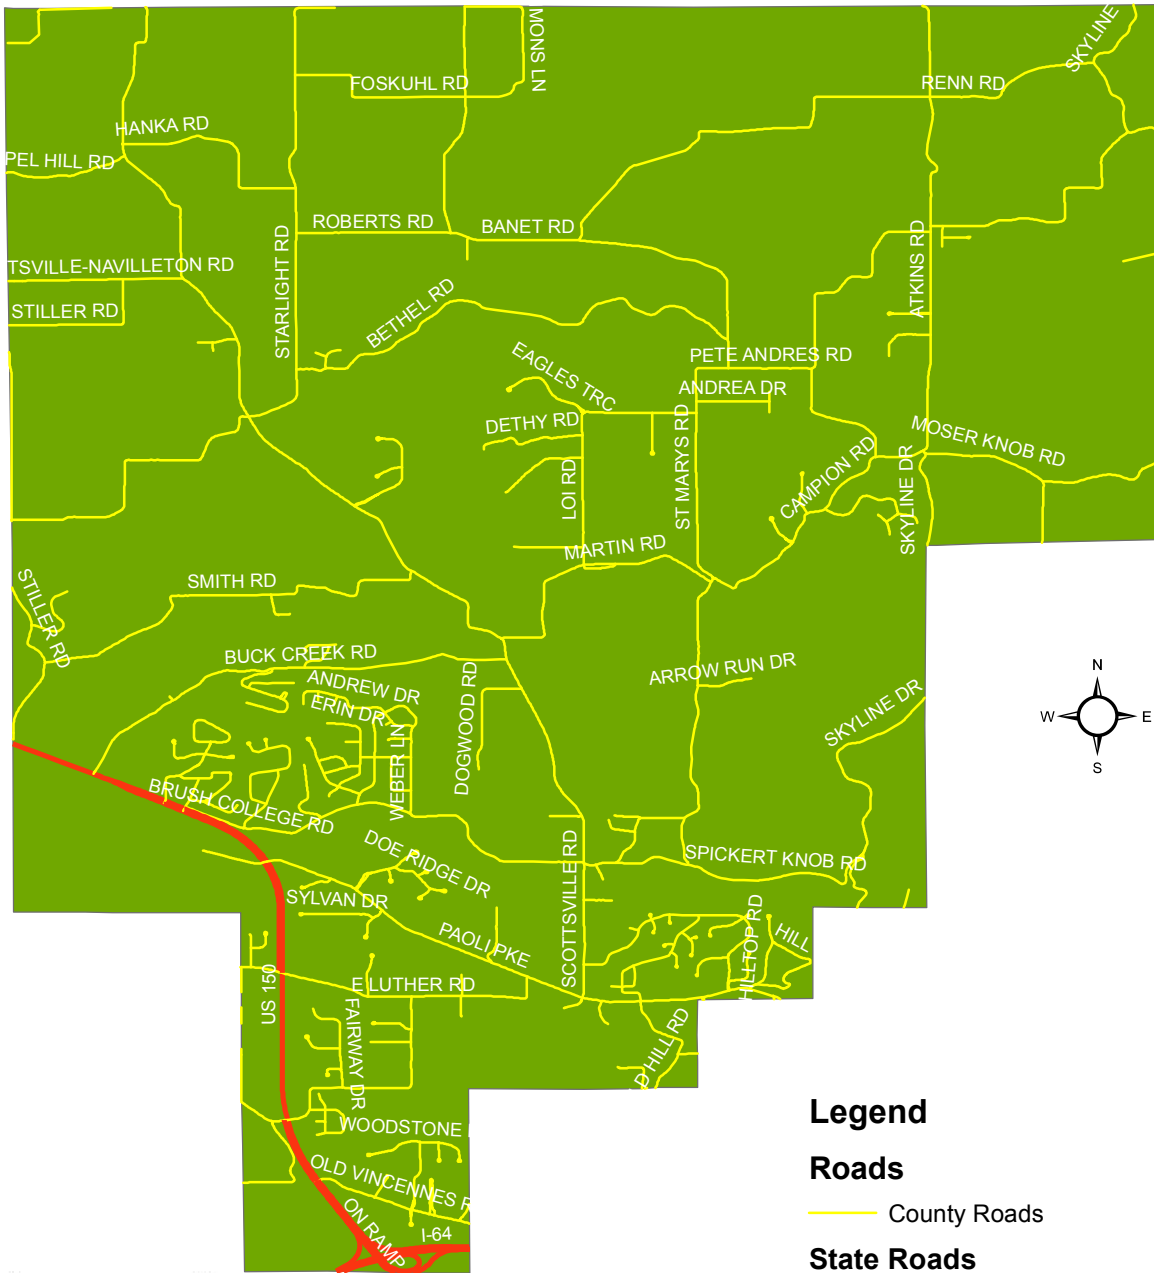 MONS LN
SKYLINE
FOSKUHL RD
RENN RD
HANKA RD
PEL HILL RD
ROBERTS RD
BANET RD
STARLIGHT RD
ATKINS RD
TSVILLE-NAVILLETON RD
STILLER RD
BETHEL RD
EAGLES TRC
PETE ANDRES RD
ANDREA DR
DETHY RD
ST MARYS RD
MOSER KNOB RD
LOI RD
CAMPION RD
SKYLINE DR
MARTIN RD
STILLER RD
SMITH RD
BUCK CREEK RD
ANDREW DR
ERIN DR
DOGWOOD RD
ARROW RUN DR
SKYLINE DR
N
W
E
S
WEBER LN
BRUSH COLLEGE RD
DOE RIDGE DR
SCOTTSVILLE RD
SPICKERT KNOB RD
SYLVAN DR
PAOLI PKE
HILLTOP RD
HILL
US 150
E LUTHER RD
FAIRWAY DR
D HILL RD
WOODSTONE
OLD VINCENNES R
ON RAMP
I-64
Legend
Roads
County Roads
State Roads